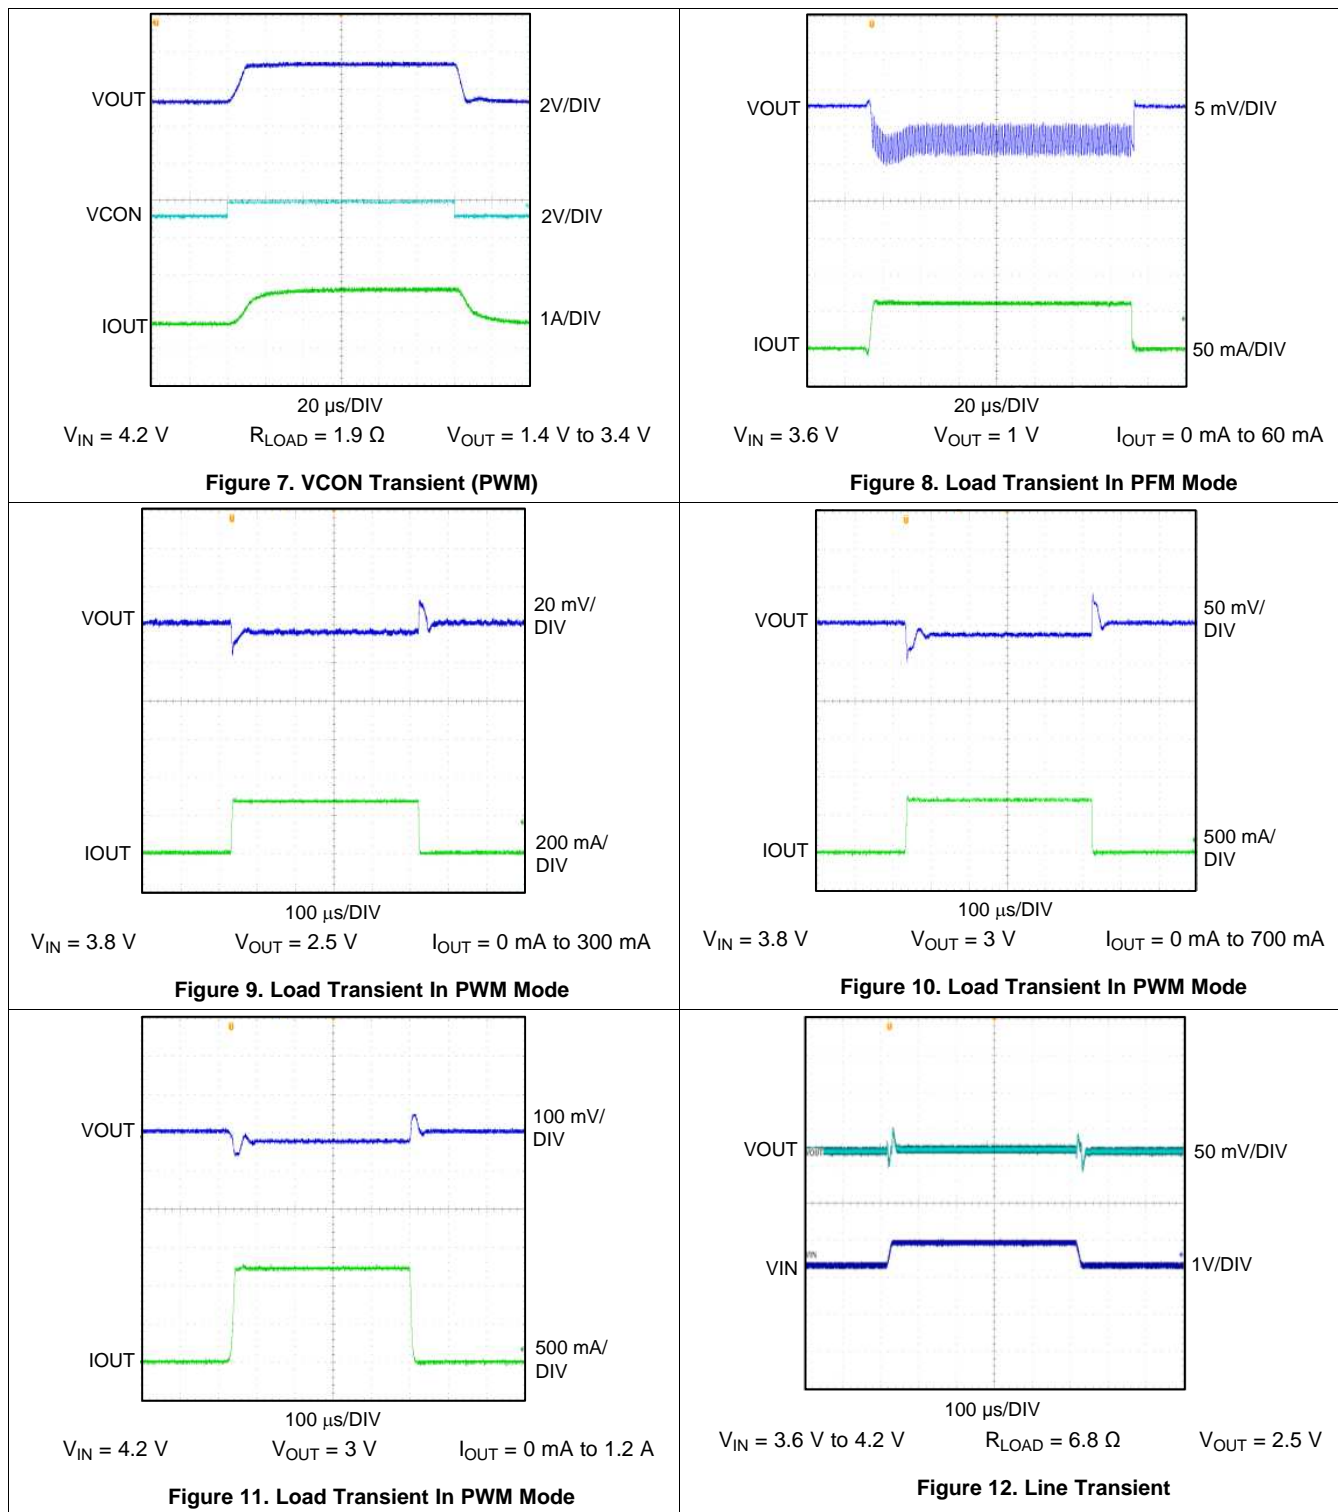 VOUT
2V/DIV
VCON
2V/DIV
IOUT
1A/DIV
20 µs/DIV
VIN = 4.2 V
RLOAD = 1.9 Ω
VOUT = 1.4 V to 3.4 V
Figure 7. VCON Transient (PWM)
VOUT
5 mV/DIV
IOUT
50 mA/DIV
20 µs/DIV
VIN = 3.6 V
VOUT = 1 V
IOUT = 0 mA to 60 mA
Figure 8. Load Transient In PFM Mode
VOUT
20 mV/
DIV
IOUT
200 mA/
DIV
100 µs/DIV
VIN = 3.8 V
VOUT = 2.5 V
IOUT = 0 mA to 300 mA
Figure 9. Load Transient In PWM Mode
VOUT
50 mV/
DIV
IOUT
500 mA/
DIV
100 µs/DIV
VIN = 3.8 V
VOUT = 3 V
IOUT = 0 mA to 700 mA
Figure 10. Load Transient In PWM Mode
VOUT
100 mV/
DIV
IOUT
500 mA/
DIV
100 µs/DIV
VIN = 4.2 V
VOUT = 3 V
IOUT = 0 mA to 1.2 A
Figure 11. Load Transient In PWM Mode
VOUT
50 mV/DIV
VIN
1V/DIV
100 µs/DIV
VIN = 3.6 V to 4.2 V
RLOAD = 6.8 Ω
VOUT = 2.5 V
Figure 12. Line Transient